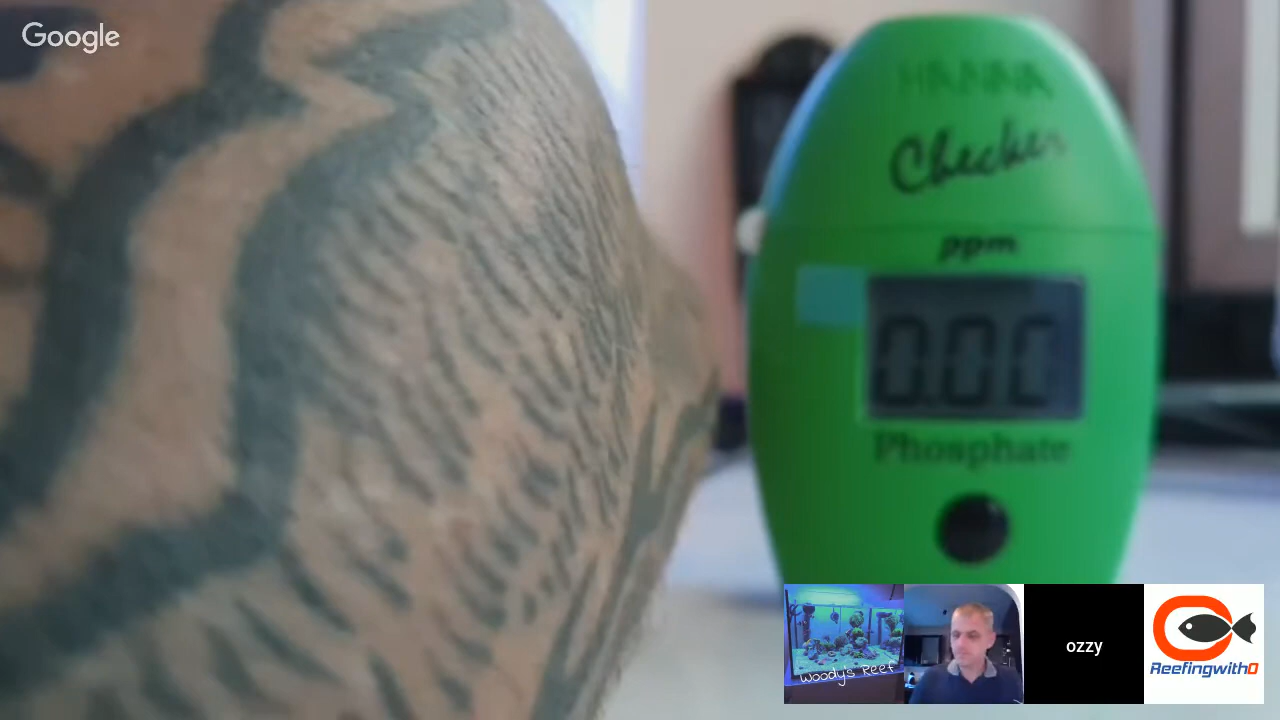 Google
HANNA
Checker
ppm
0.00
Phosphate
Woody's Reef
ozzy
ReefingwithO